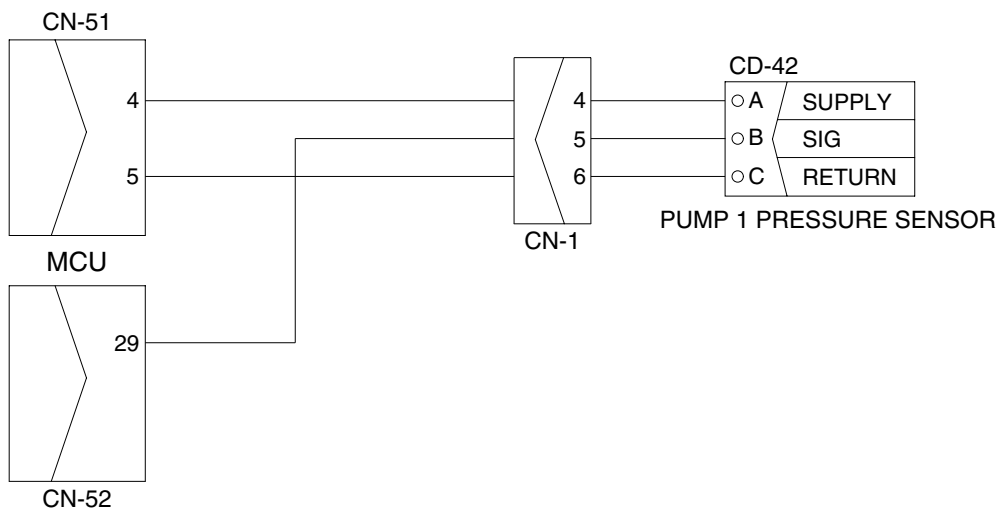 CN-51
CD-42
4
4
A
SUPPLY
5
B
SIG
5
6
C
RETURN
PUMP 1 PRESSURE SENSOR
CN-1
MCU
29
CN-52